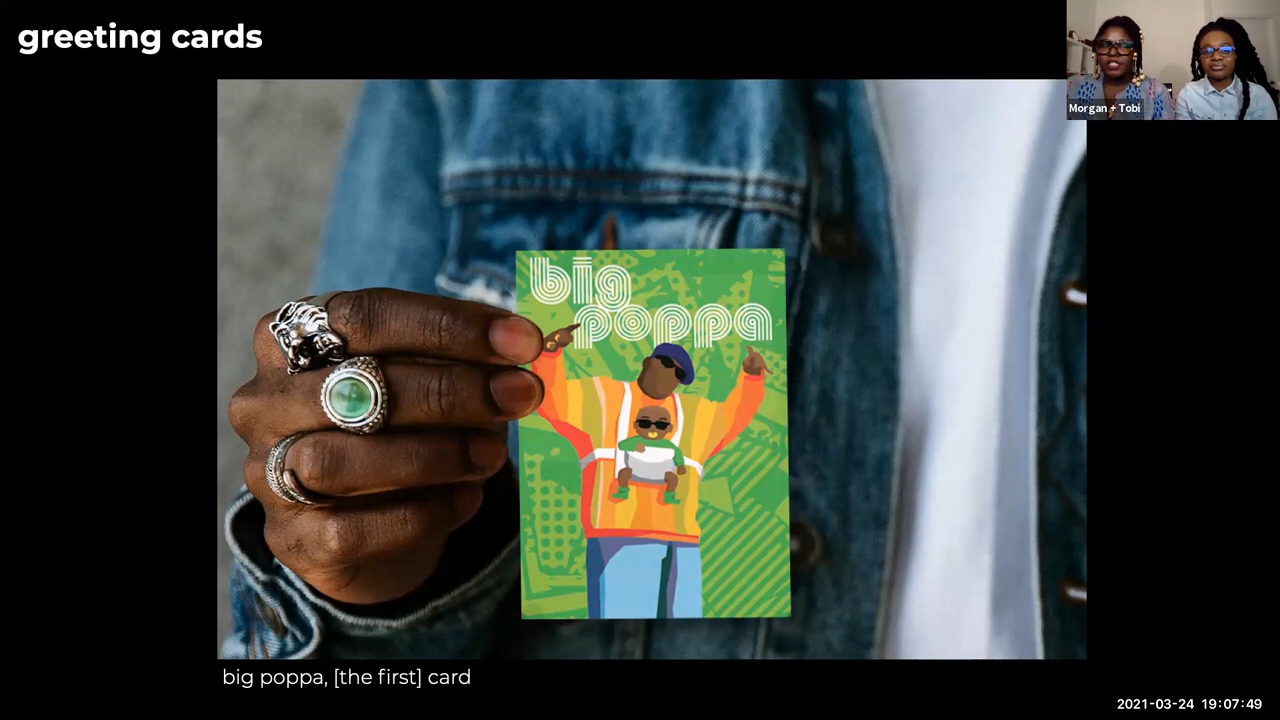 greeting cards
Morgan + Tobi
big
poppa
big poppa, [the first] card
2021-03-24 19:07:49